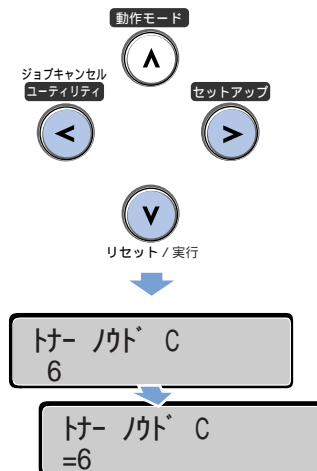 動作モード
ジョブキャンセル
ユーティリティ
セットアップ
リセット / 実行
トナー ノウド C
6
トナー ノウド C
=6